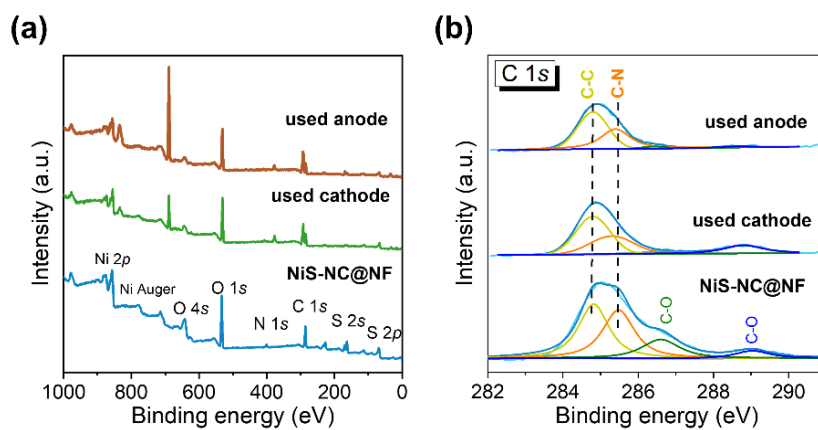 (a)
Intensity (a.u.)
used anode
used cathode
NiS-NC@NF
Ni 2p
Ni Auger
O 4s
O 1s
N 1s
C 1s
S 2s
S 2p
1000 800 600 400 200 0
Binding energy (eV)
(b)
Intensity (a.u.)
C 1s
C-C
C-N
used anode
used cathode
NiS-NC@NF
C-O
C-O
282 284 286 288 290
Binding energy (eV)